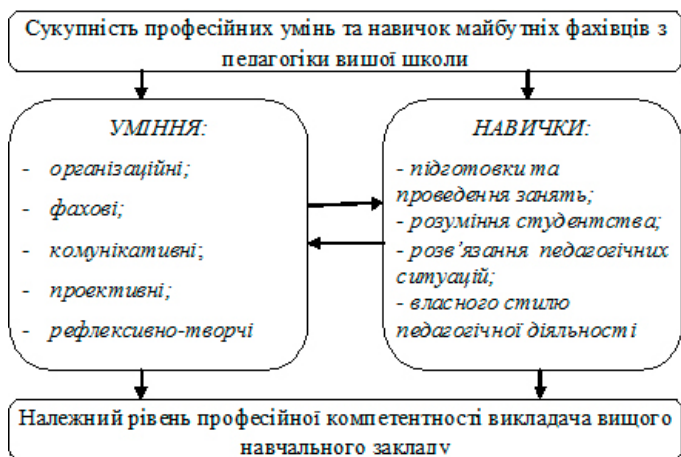 Сукупність професійних умінь та навичок майбутніх фахівців з
педагогіки вищої школи
УМІННЯ:
- організаційні;
- фахові;
- комунікативні;
- проективні;
- рефлексивно-творчі
НАВИЧКИ:
- підготовки та
проведення занять;
- розуміння студентства;
- розв’язання педагогічних
ситуацій;
- власного стилю
педагогічної діяльності
Належний рівень професійної компетентності викладача вищого
навчального закладу